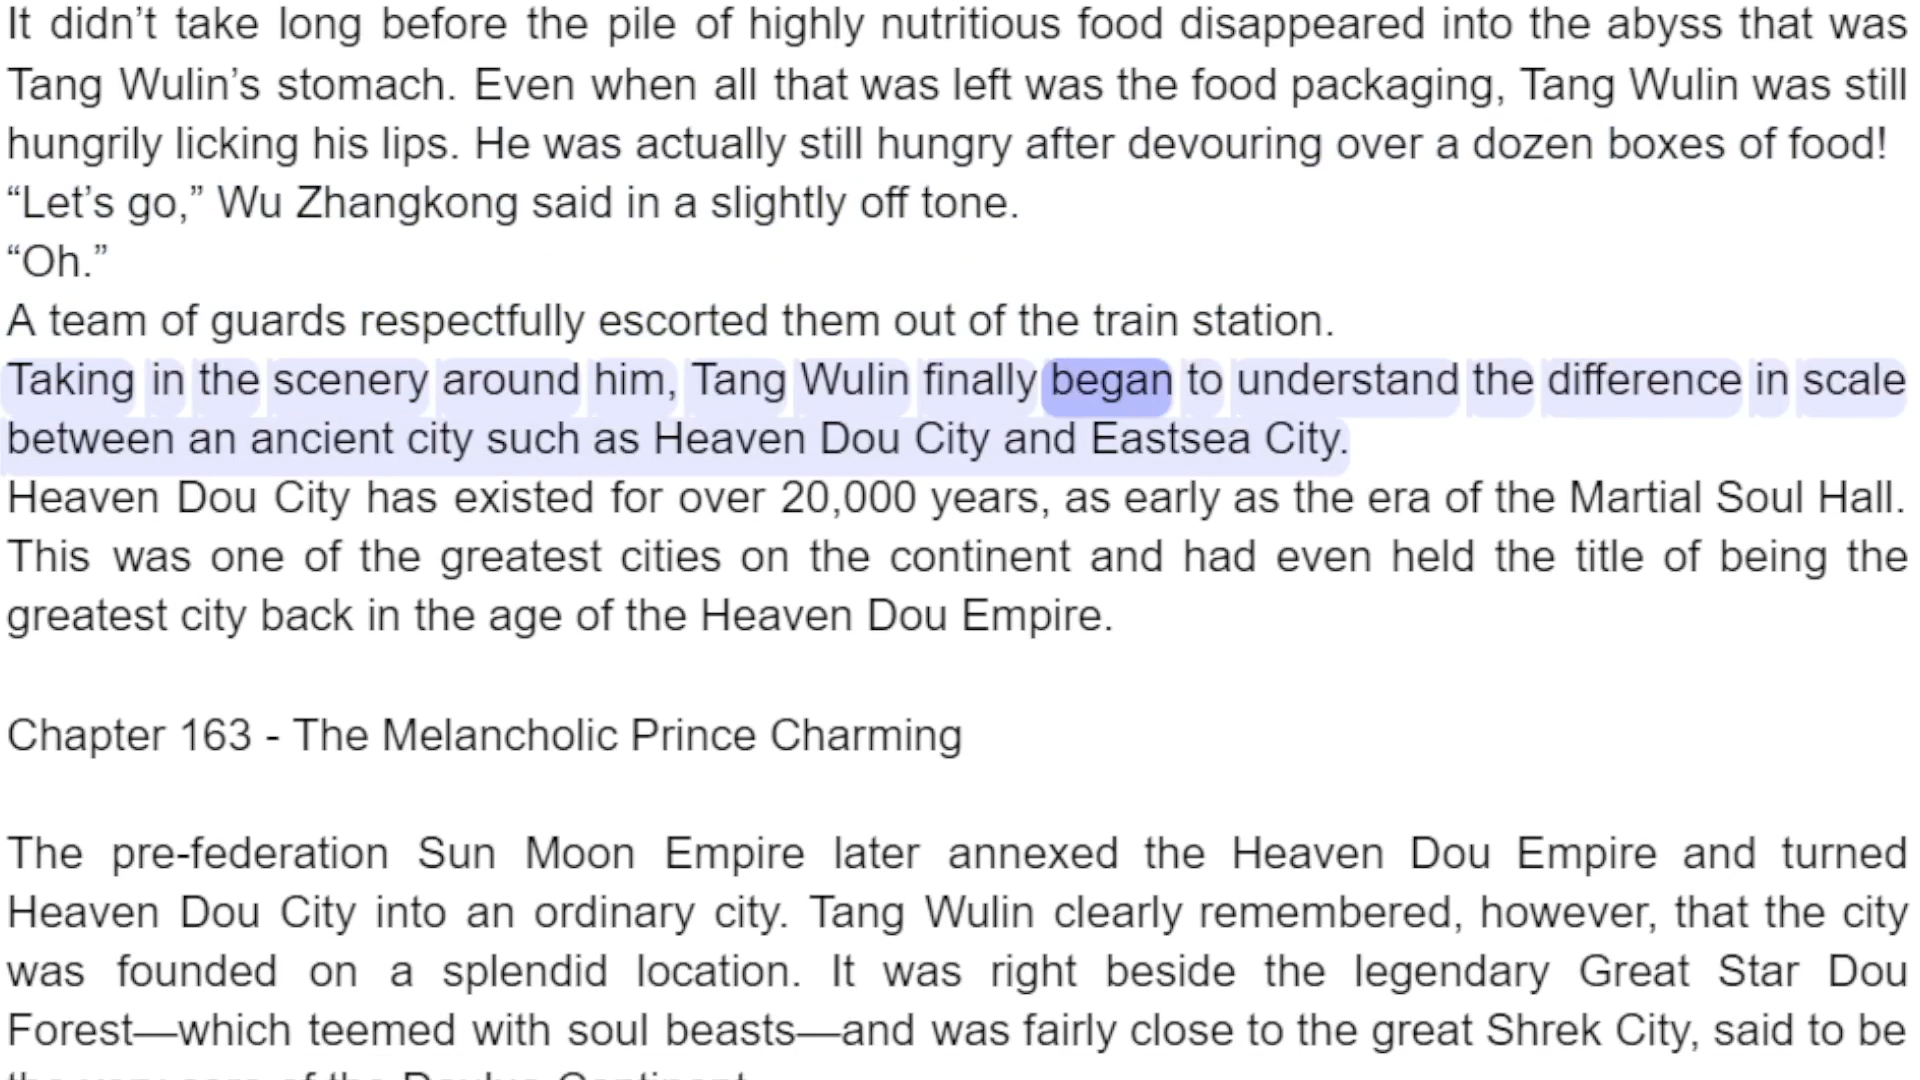 It didn’t take long before the pile of highly nutritious food disappeared into the abyss that was
Tang Wulin’s stomach. Even when all that was left was the food packaging, Tang Wulin was still
hungrily licking his lips. He was actually still hungry after devouring over a dozen boxes of food!
“Let’s go,” Wu Zhangkong said in a slightly off tone.
“Oh.”
A team of guards respectfully escorted them out of the train station.
Taking in the scenery around him, Tang Wulin finally began to understand the difference in scale
between an ancient city such as Heaven Dou City and Eastsea City.
Heaven Dou City has existed for over 20,000 years, as early as the era of the Martial Soul Hall.
This was one of the greatest cities on the continent and had even held the title of being the
greatest city back in the age of the Heaven Dou Empire.
Chapter 163 - The Melancholic Prince Charming
The pre-federation Sun Moon Empire later annexed the Heaven Dou Empire and turned
Heaven Dou City into an ordinary city. Tang Wulin clearly remembered, however, that the city
was founded on a splendid location. It was right beside the legendary Great Star Dou
Forest—which teemed with soul beasts—and was fairly close to the great Shrek City, said to be
the very core of the Douluo Continent.